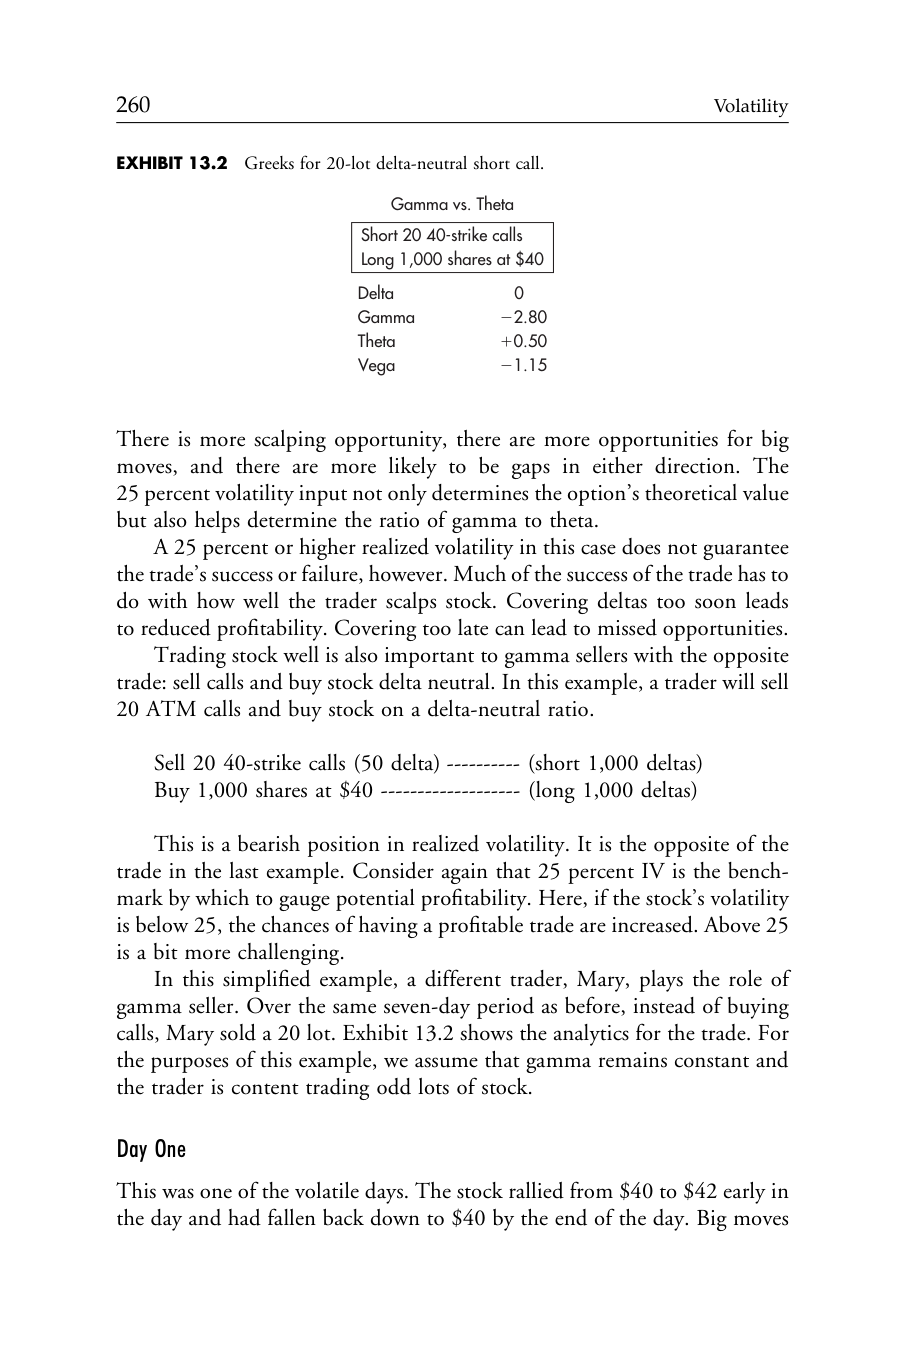 260 Volatility
EXHIBIT 13.2 Greeks for 20-lot delta-neutral short call.
Gamma vs. Theta
Short 20 40-strike calls
Long 1,000 shares at $40
Delta 0
Gamma −2.80
Theta +0.50
Vega −1.15
There is more scalping opportunity, there are more opportunities for big
moves, and there are more likely to be gaps in either direction. The
25 percent volatility input not only determines the option’s theoretical value
but also helps determine the ratio of gamma to theta.
A 25 percent or higher realized volatility in this case does not guarantee
the trade’s success or failure, however. Much of the success of the trade has to
do with how well the trader scalps stock. Covering deltas too soon leads
to reduced profitability. Covering too late can lead to missed opportunities.
Trading stock well is also important to gamma sellers with the opposite
trade: sell calls and buy stock delta neutral. In this example, a trader will sell
20 ATM calls and buy stock on a delta-neutral ratio.
Sell 20 40-strike calls (50 delta) ---------- (short 1,000 deltas)
Buy 1,000 shares at $40 ------------------- (long 1,000 deltas)
This is a bearish position in realized volatility. It is the opposite of the
trade in the last example. Consider again that 25 percent IV is the bench-
mark by which to gauge potential profitability. Here, if the stock’s volatility
is below 25, the chances of having a profitable trade are increased. Above 25
is a bit more challenging.
In this simplified example, a different trader, Mary, plays the role of
gamma seller. Over the same seven-day period as before, instead of buying
calls, Mary sold a 20 lot. Exhibit 13.2 shows the analytics for the trade. For
the purposes of this example, we assume that gamma remains constant and
the trader is content trading odd lots of stock.
Day One
This was one of the volatile days. The stock rallied from $40 to $42 early in
the day and had fallen back down to $40 by the end of the day. Big moves